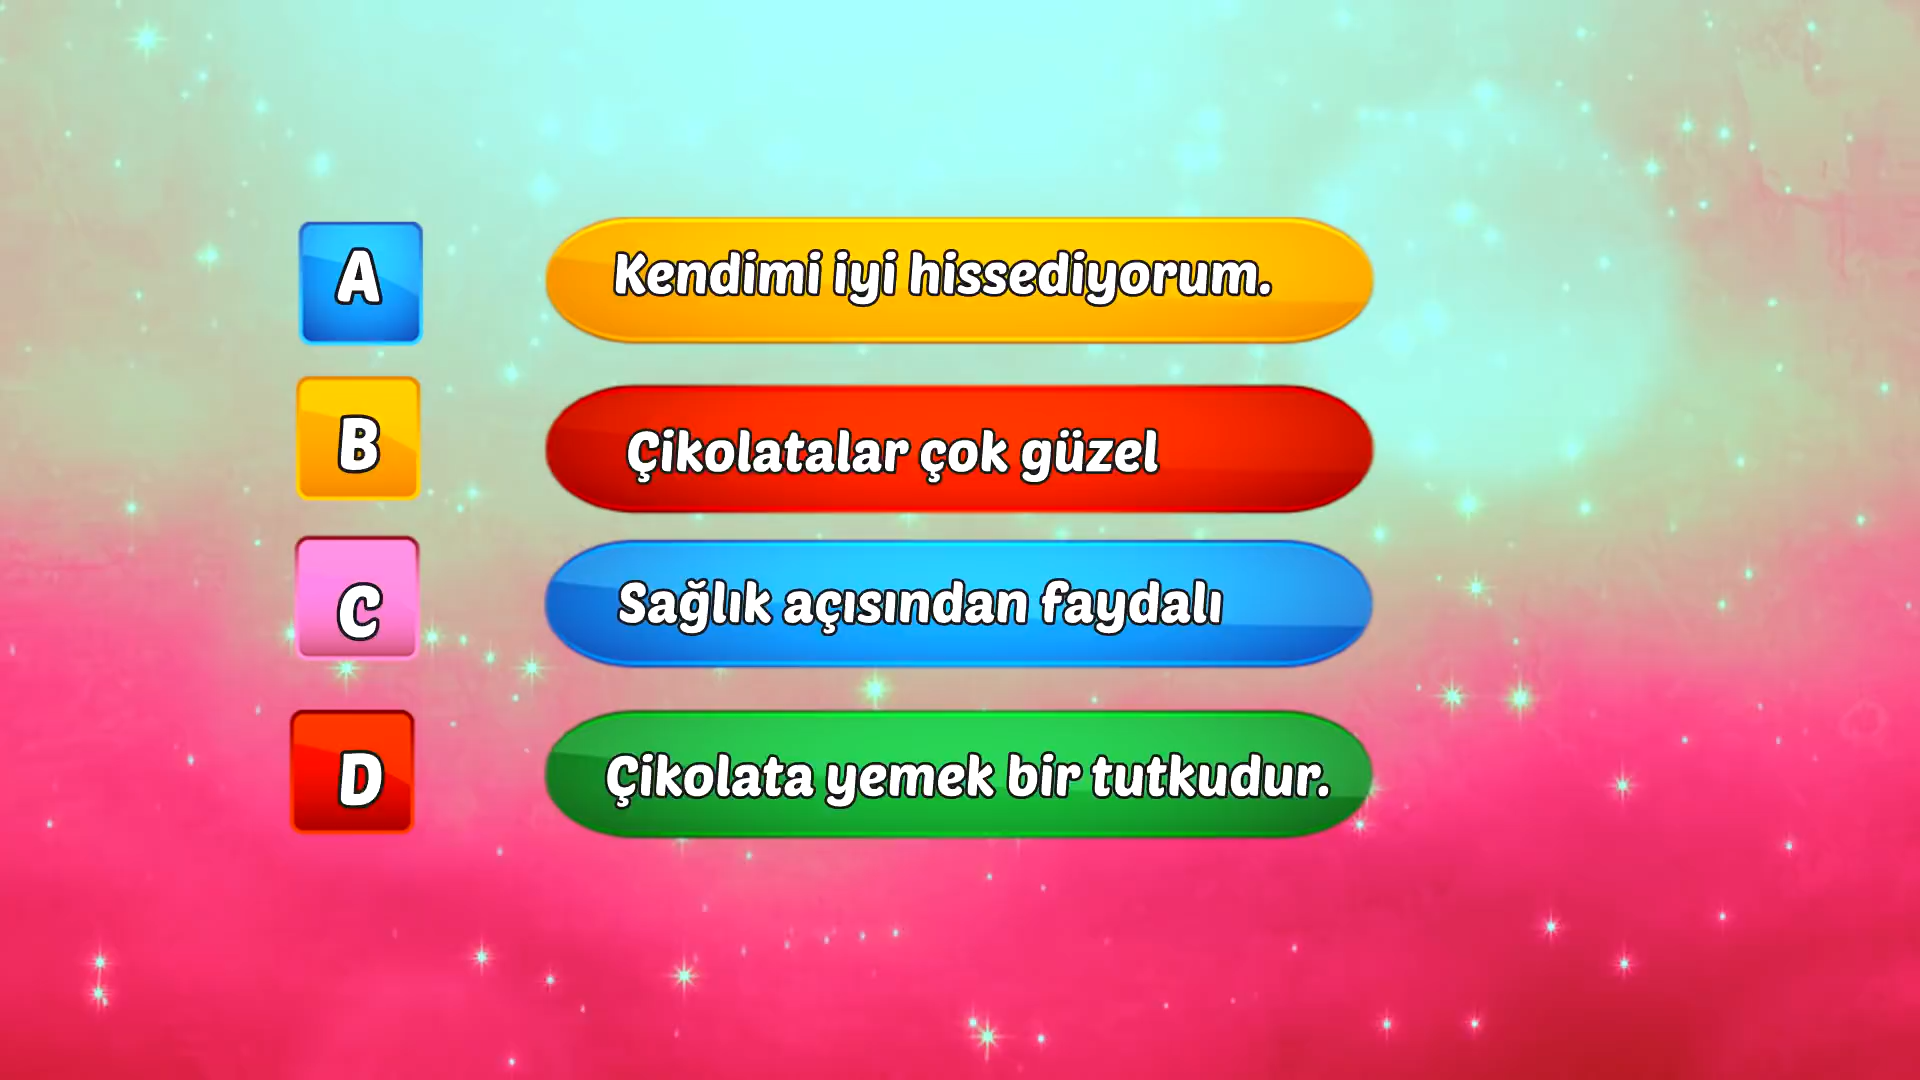 A Kendimi iyi hissediyorum.
B Çikolatalar çok güzel
C Sağlık açısından faydalı
D Çikolata yemek bir tutkudur.